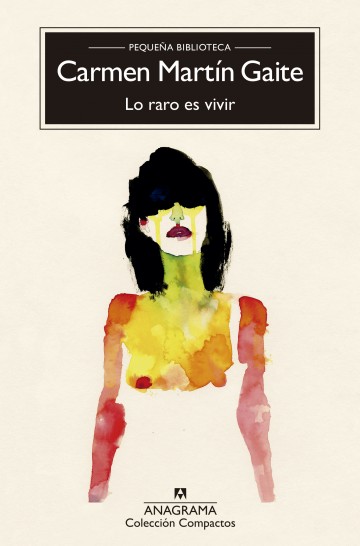 PEQUEÑA BIBLIOTECA
Carmen Martín Gaite
Lo raro es vivir
ANAGRAMA
Colección Compactos